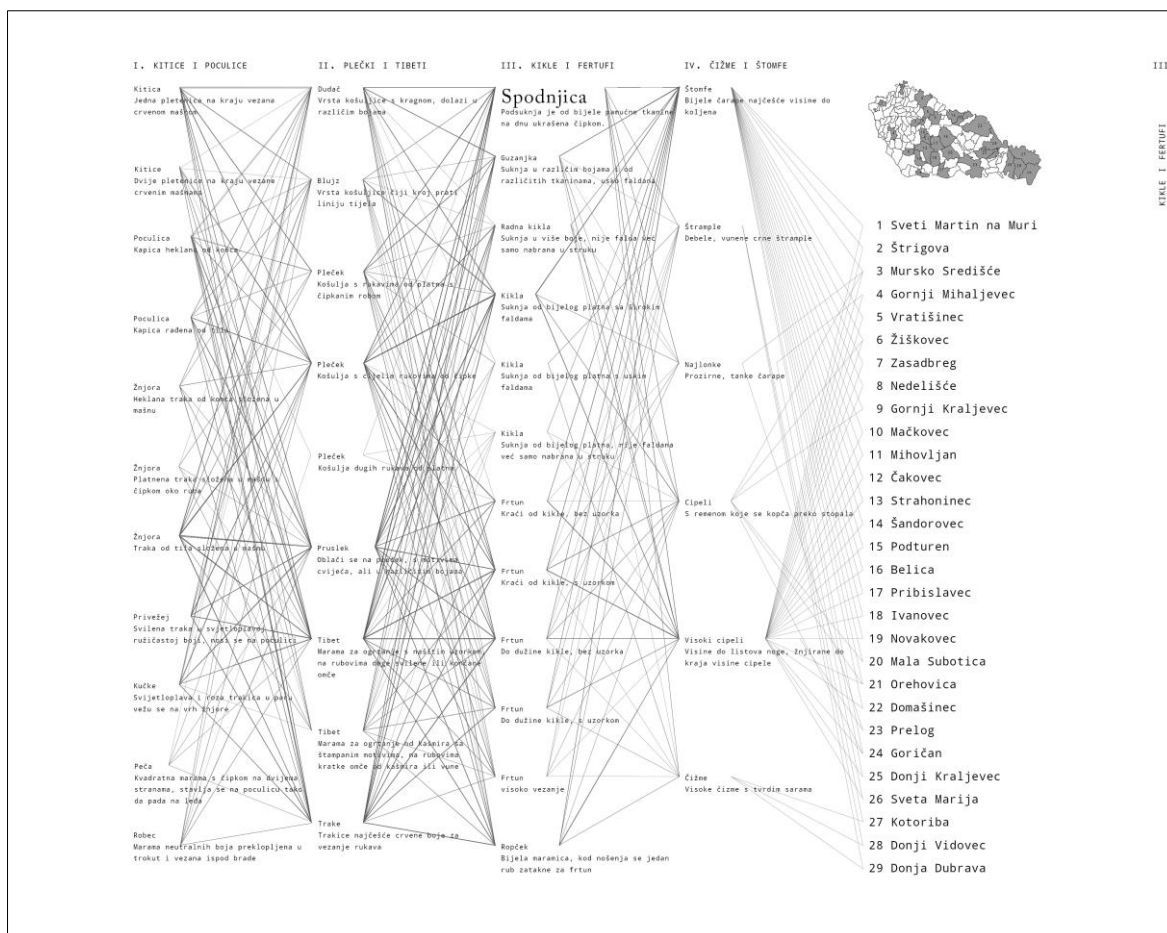 I. KITICE I POCULICE
Kitica
Jedna pletenica na kraju vezana
crvenom mašnom
Kitice
Dvije pletenice na kraju vezane
crvenim mašnama
Poculica
Kapica heklana od konca
Poculica
Kapica rađena od tila
Žnjora
Heklana traka od konca složena u
mašnu
Žnjora
Platnena traka složena u mašnu s
čipkom oko ruba
Žnjora
Traka od tila složena u mašnu
Privežej
Svilena traka u svjetloplavoj
ružičastoj boji, nosi se na poculici
Kučke
Svijetloplava i roza trakica u paru
vežu se na vrh žnjore
Peča
Kvadratna marama s čipkom na dvijema
stranama, stavlja se na poculicu tako
da pada na leđa
Robec
Marama neutralnih boja preklopljena u
trokut i vezana ispod brade
II. PLEČKI I TIBETI
Dudač
Vrsta košuljice s kragnom, dolazi u
različim bojama
Blujz
Vrsta košuljice čiji kroj prati
liniju tijela
Pleček
Košulja s rukavima od platna s
čipkanim robom
Pleček
Košulja s cijelim rukovima od čipke
Pleček
Košulja dugih rukava od platna
Pruslek
Oblači se na pleček, s motivima
cvijeća, ali u različitim bojama
Tibet
Marama za ogrtanje s našitim uzorkom,
na rubovima duge svilene ili končane
omče
Tibet
Marama za ogrtanje od kašmira sa
štampanim motivima, na rubovima
kratke omče od kašmira ili vune
Trake
Trakice najčešće crvene boje za
vezanje rukava
III. KIKLE I FERTUFI
Spodnjica
Podsuknja je od bijele pamučne tkanine
na dnu ukrašena čipkom.
Guzanjka
Suknja u različim bojama i od
različitih tkaninama, usko faldana
Radna kikla
Suknja u više boje, nije falda već
samo nabrana u struku
Kikla
Suknja od bijelog platna sa širokim
faldama
Kikla
Suknja od bijelog platna s uskim
faldama
Kikla
Suknja od bijelog platna, nije faldana
već samo nabrana u struku
Frtun
Kraći od kikle, bez uzorka
Frtun
Kraći od kikle, s uzorkom
Frtun
Do dužine kikle, bez uzorka
Frtun
Do dužine kikle, s uzorkom
Frtun
visoko vezanje
Ropček
Bijela maramica, kod nošenja se jedan
rub zatakne za frtun
IV. ČIŽME I ŠTOMFE
Štomfe
Bijele čarape najčešće visine do
koljena
Štrample
Debele, vunene crne štrample
Najlonke
Prozirne, tanke čarape
Cipeli
S remenom koje se kopča preko stopala
Visoki cipeli
Visine do listova noge, žnjirane do
kraja visine cipele
Čižme
Visoke čizme s tvrdim sarama
1 Sveti Martin na Muri
2 Štrigova
3 Mursko Središće
4 Gornji Mihaljevec
5 Vratišinec
6 Žiškovec
7 Zasadbreg
8 Nedelišće
9 Gornji Kraljevec
10 Mačkovec
11 Mihovljan
12 Čakovec
13 Strahoninec
14 Šandorovec
15 Podturen
16 Belica
17 Pribislavec
18 Ivanovec
19 Novakovec
20 Mala Subotica
21 Orehovica
22 Domašinec
23 Prelog
24 Goričan
25 Donji Kraljevec
26 Sveta Marija
27 Kotoriba
28 Donji Vidovec
29 Donja Dubrava
III
KIKLE I FERTUFI